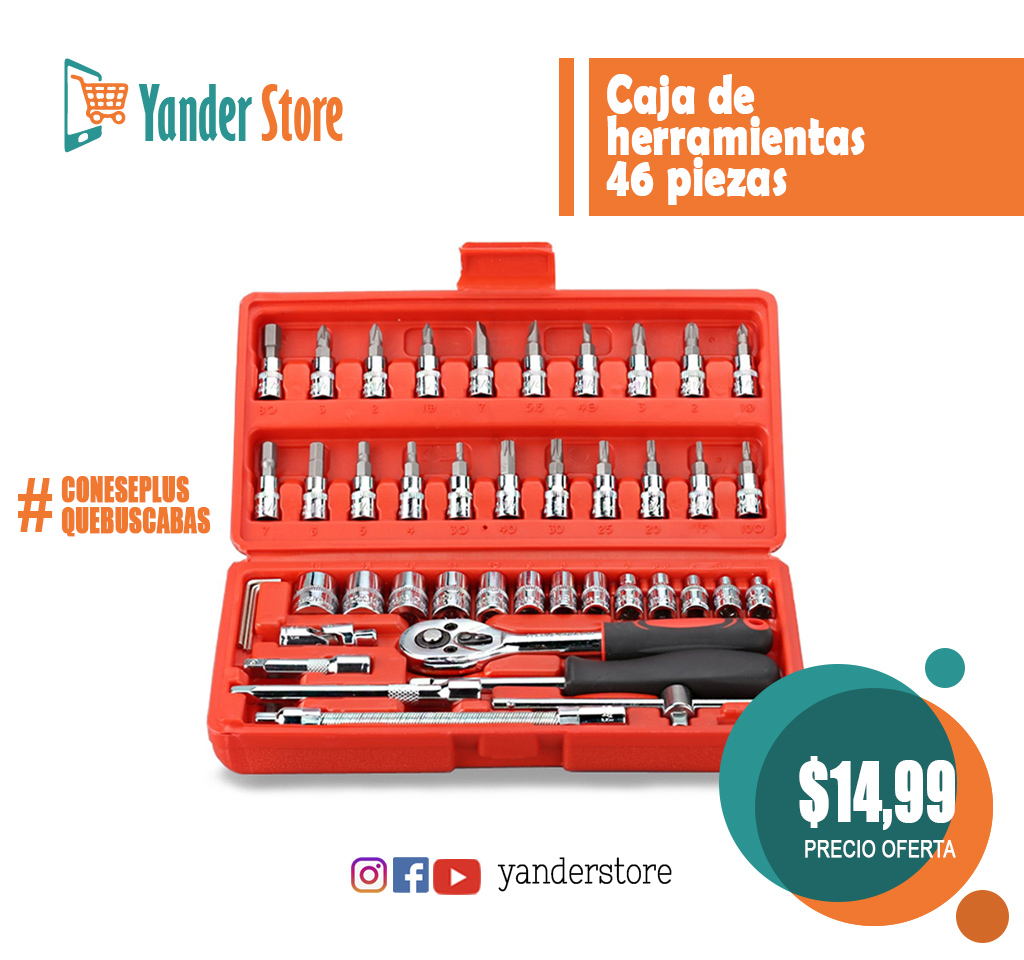 Yander Store
Caja de
herramientas
46 piezas
# CONESEPLUS
QUEBUSCABAS
$14,99
PRECIO OFERTA
yanderstore